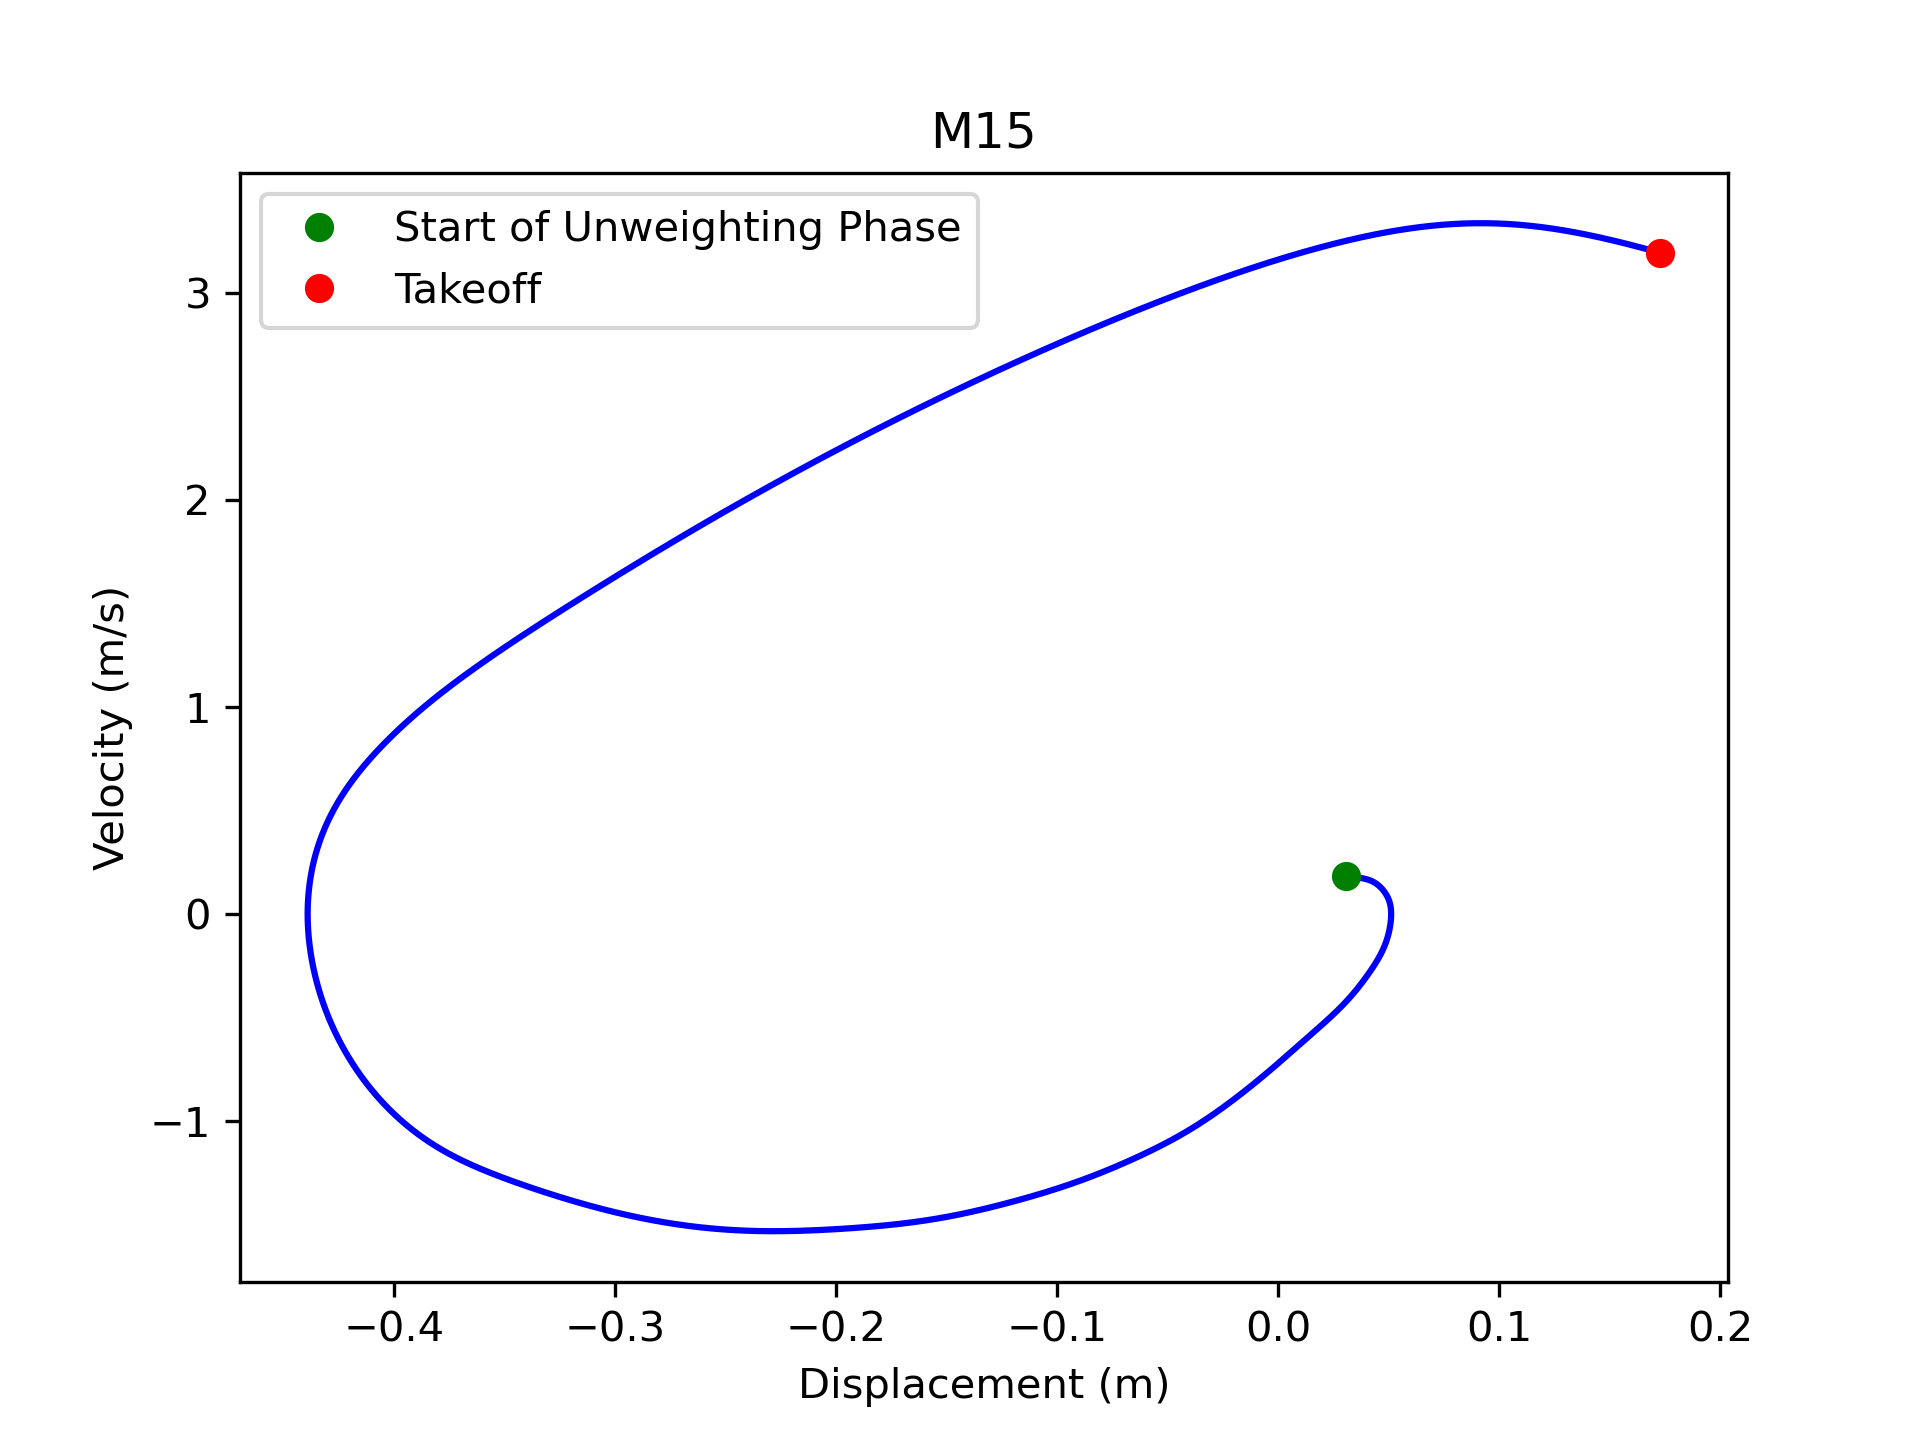 M15
Start of Unweighting Phase
Takeoff
Velocity (m/s)
3
2
1
0
−1
−0.4 −0.3 −0.2 −0.1 0.0 0.1 0.2
Displacement (m)